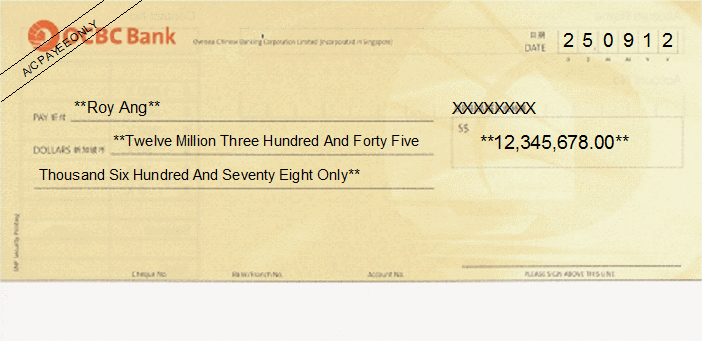 A/C PAYEE ONLY
OCBC Bank
Oversea-Chinese Banking Corporation Limited (Incorporated in Singapore)
日期
DATE
2 5 0 9 1 2
D D M M Y Y
**Roy Ang**
XXXXXXXX
PAY 祈付
S$
**12,345,678.00**
**Twelve Million Three Hundred And Forty Five
DOLLARS 新加坡币
Thousand Six Hundred And Seventy Eight Only**
Security Printing
Cheque No.
Bank/Branch No.
Account No.
PLEASE SIGN ABOVE THIS LINE